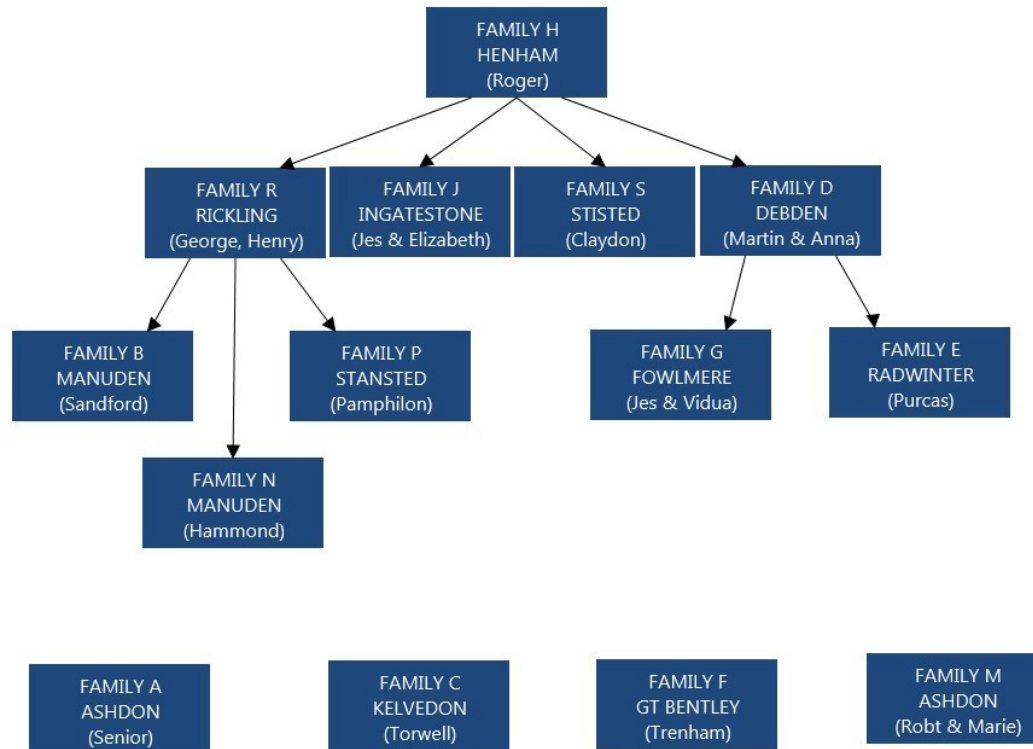 FAMILY H
HENHAM
(Roger)
FAMILY R
RICKLING
(George, Henry)
FAMILY J
INGATESTONE
(Jes & Elizabeth)
FAMILY S
STISTED
(Claydon)
FAMILY D
DEBDEN
(Martin & Anna)
FAMILY B
MANUDEN
(Sandford)
FAMILY P
STANSTED
(Pamphilon)
FAMILY G
FOWLMERE
(Jes & Vidua)
FAMILY E
RADWINTER
(Purcas)
FAMILY N
MANUDEN
(Hammond)
FAMILY A
ASHDON
(Senior)
FAMILY C
KELVEDON
(Torwell)
FAMILY F
GT BENTLEY
(Trenham)
FAMILY M
ASHDON
(Robt & Marie)